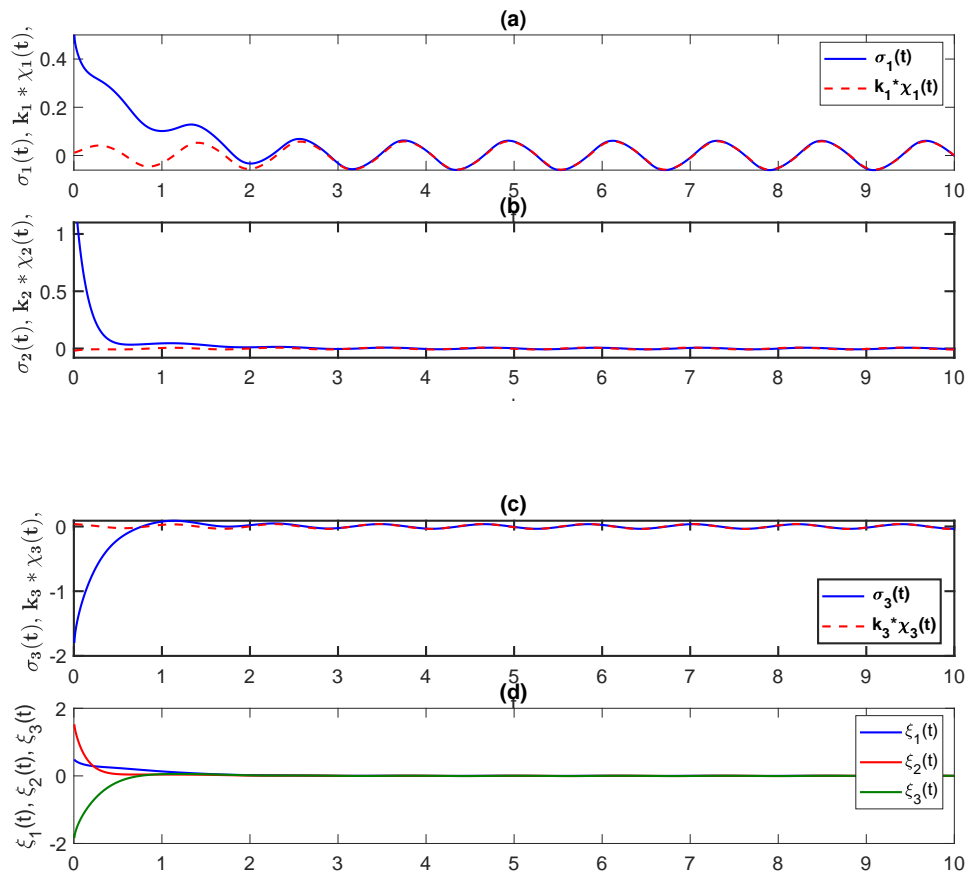 (a)
σ₁(t), k₁ * χ₁(t),
0.4
0.2
0
σ₁(t)
k₁*χ₁(t)
0 1 2 3 4 5 6 7 8 9 10
(b)
σ₂(t), k₂ * χ₂(t),
1
0.5
0
0 1 2 3 4 5 6 7 8 9 10
(c)
σ₃(t), k₃ * χ₃(t),
0
-1
-2
σ₃(t)
k₃*χ₃(t)
0 1 2 3 4 5 6 7 8 9 10
(d)
ξ₁(t), ξ₂(t), ξ₃(t)
2
0
-2
ξ₁(t)
ξ₂(t)
ξ₃(t)
0 1 2 3 4 5 6 7 8 9 10